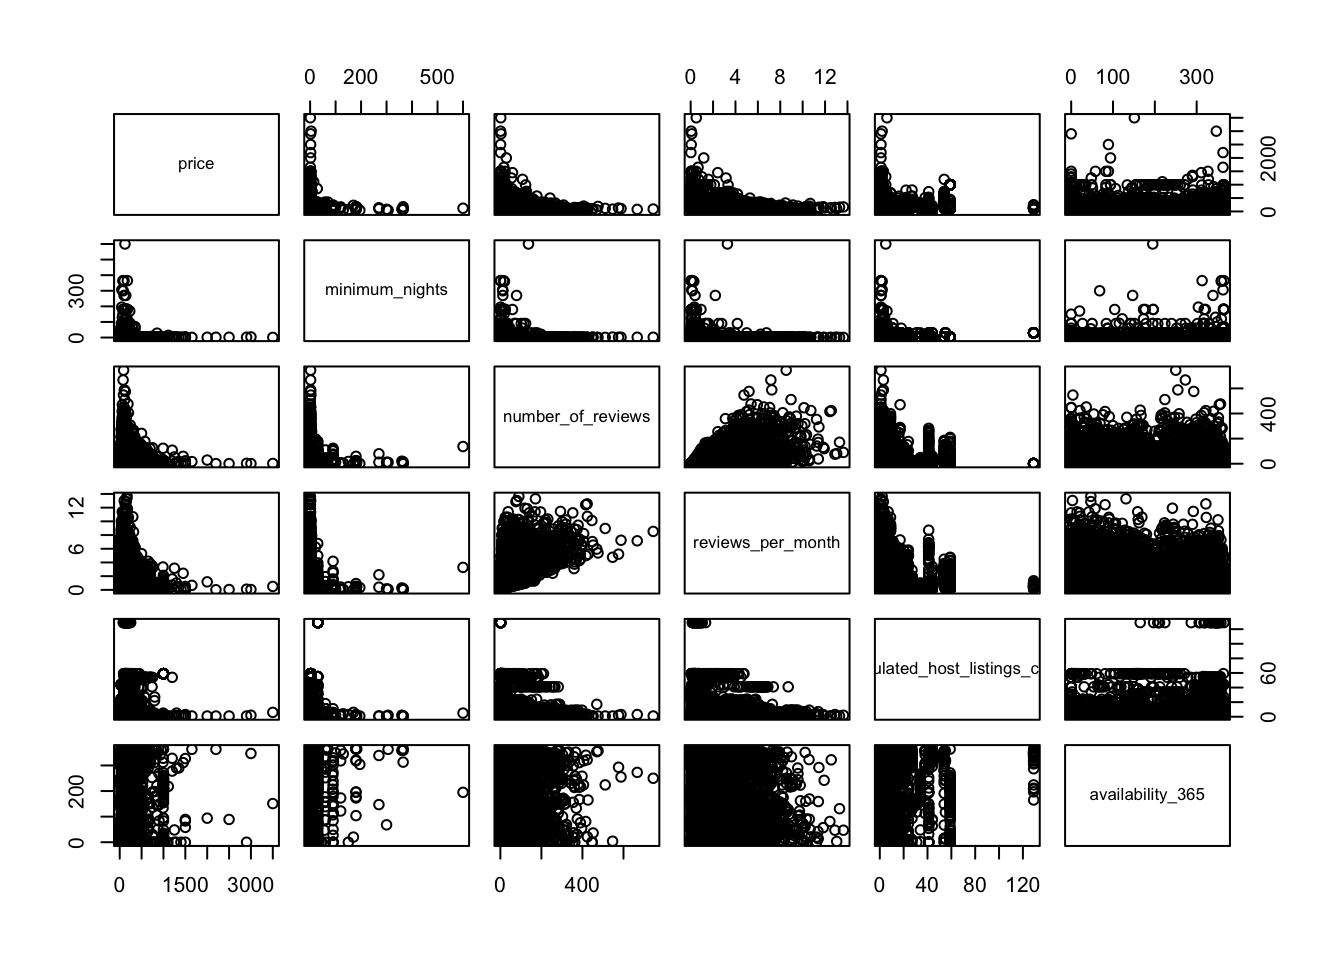 0 200 500 0 4 8 12 0 100 300
price 0 2000
0 300 minimum_nights
number_of_reviews 0 400
0 6 12 reviews_per_month
ulated_host_listings_c 0 60
0 200 availability_365
0 1500 3000 0 400 0 40 80 120